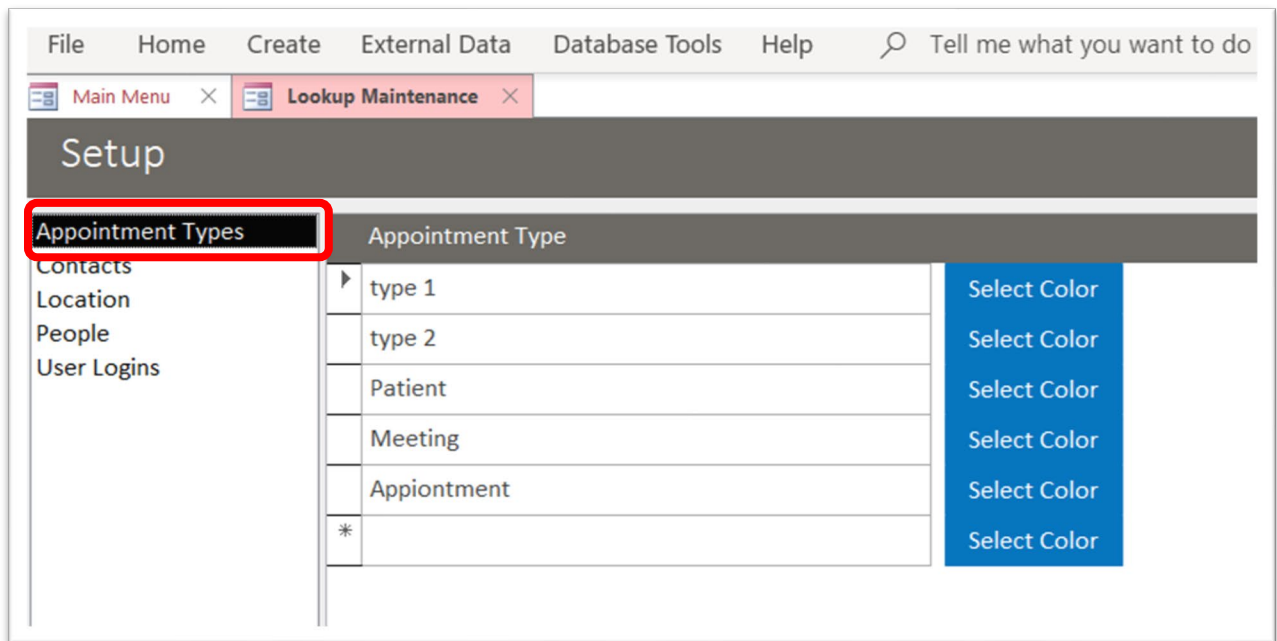 File Home Create External Data Database Tools Help Tell me what you want to do
Main Menu Lookup Maintenance
Setup
Appointment Types
Contacts
Location
People
User Logins
Appointment Type
type 1 Select Color
type 2 Select Color
Patient Select Color
Meeting Select Color
Appiontment Select Color
* Select Color